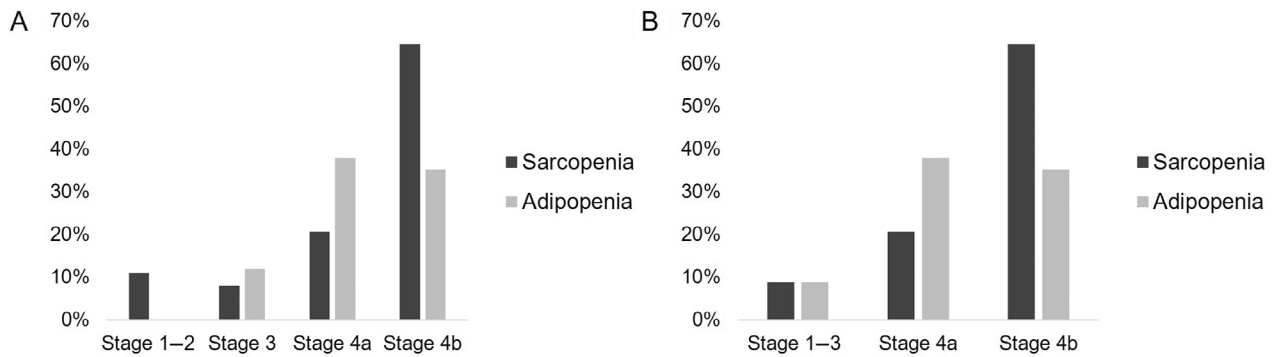 A
70%
60%
50%
40%
30%
20%
10%
0%
Stage 1–2 Stage 3 Stage 4a Stage 4b
Sarcopenia
Adipopenia
B
70%
60%
50%
40%
30%
20%
10%
0%
Stage 1–3 Stage 4a Stage 4b
Sarcopenia
Adipopenia